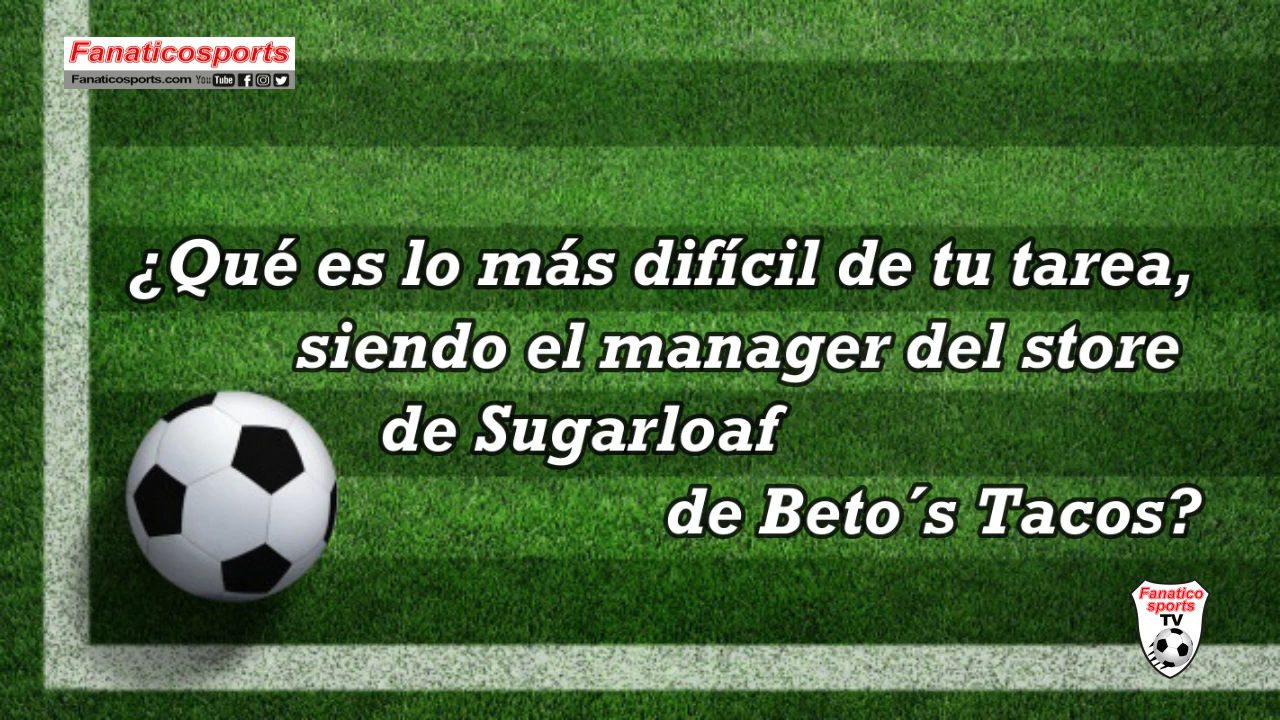 Fanaticosports
Fanaticosports.com YouTube
¿Qué es lo más difícil de tu tarea,
siendo el manager del store
de Sugarloaf
de Beto´s Tacos?
Fanatico
sports
TV